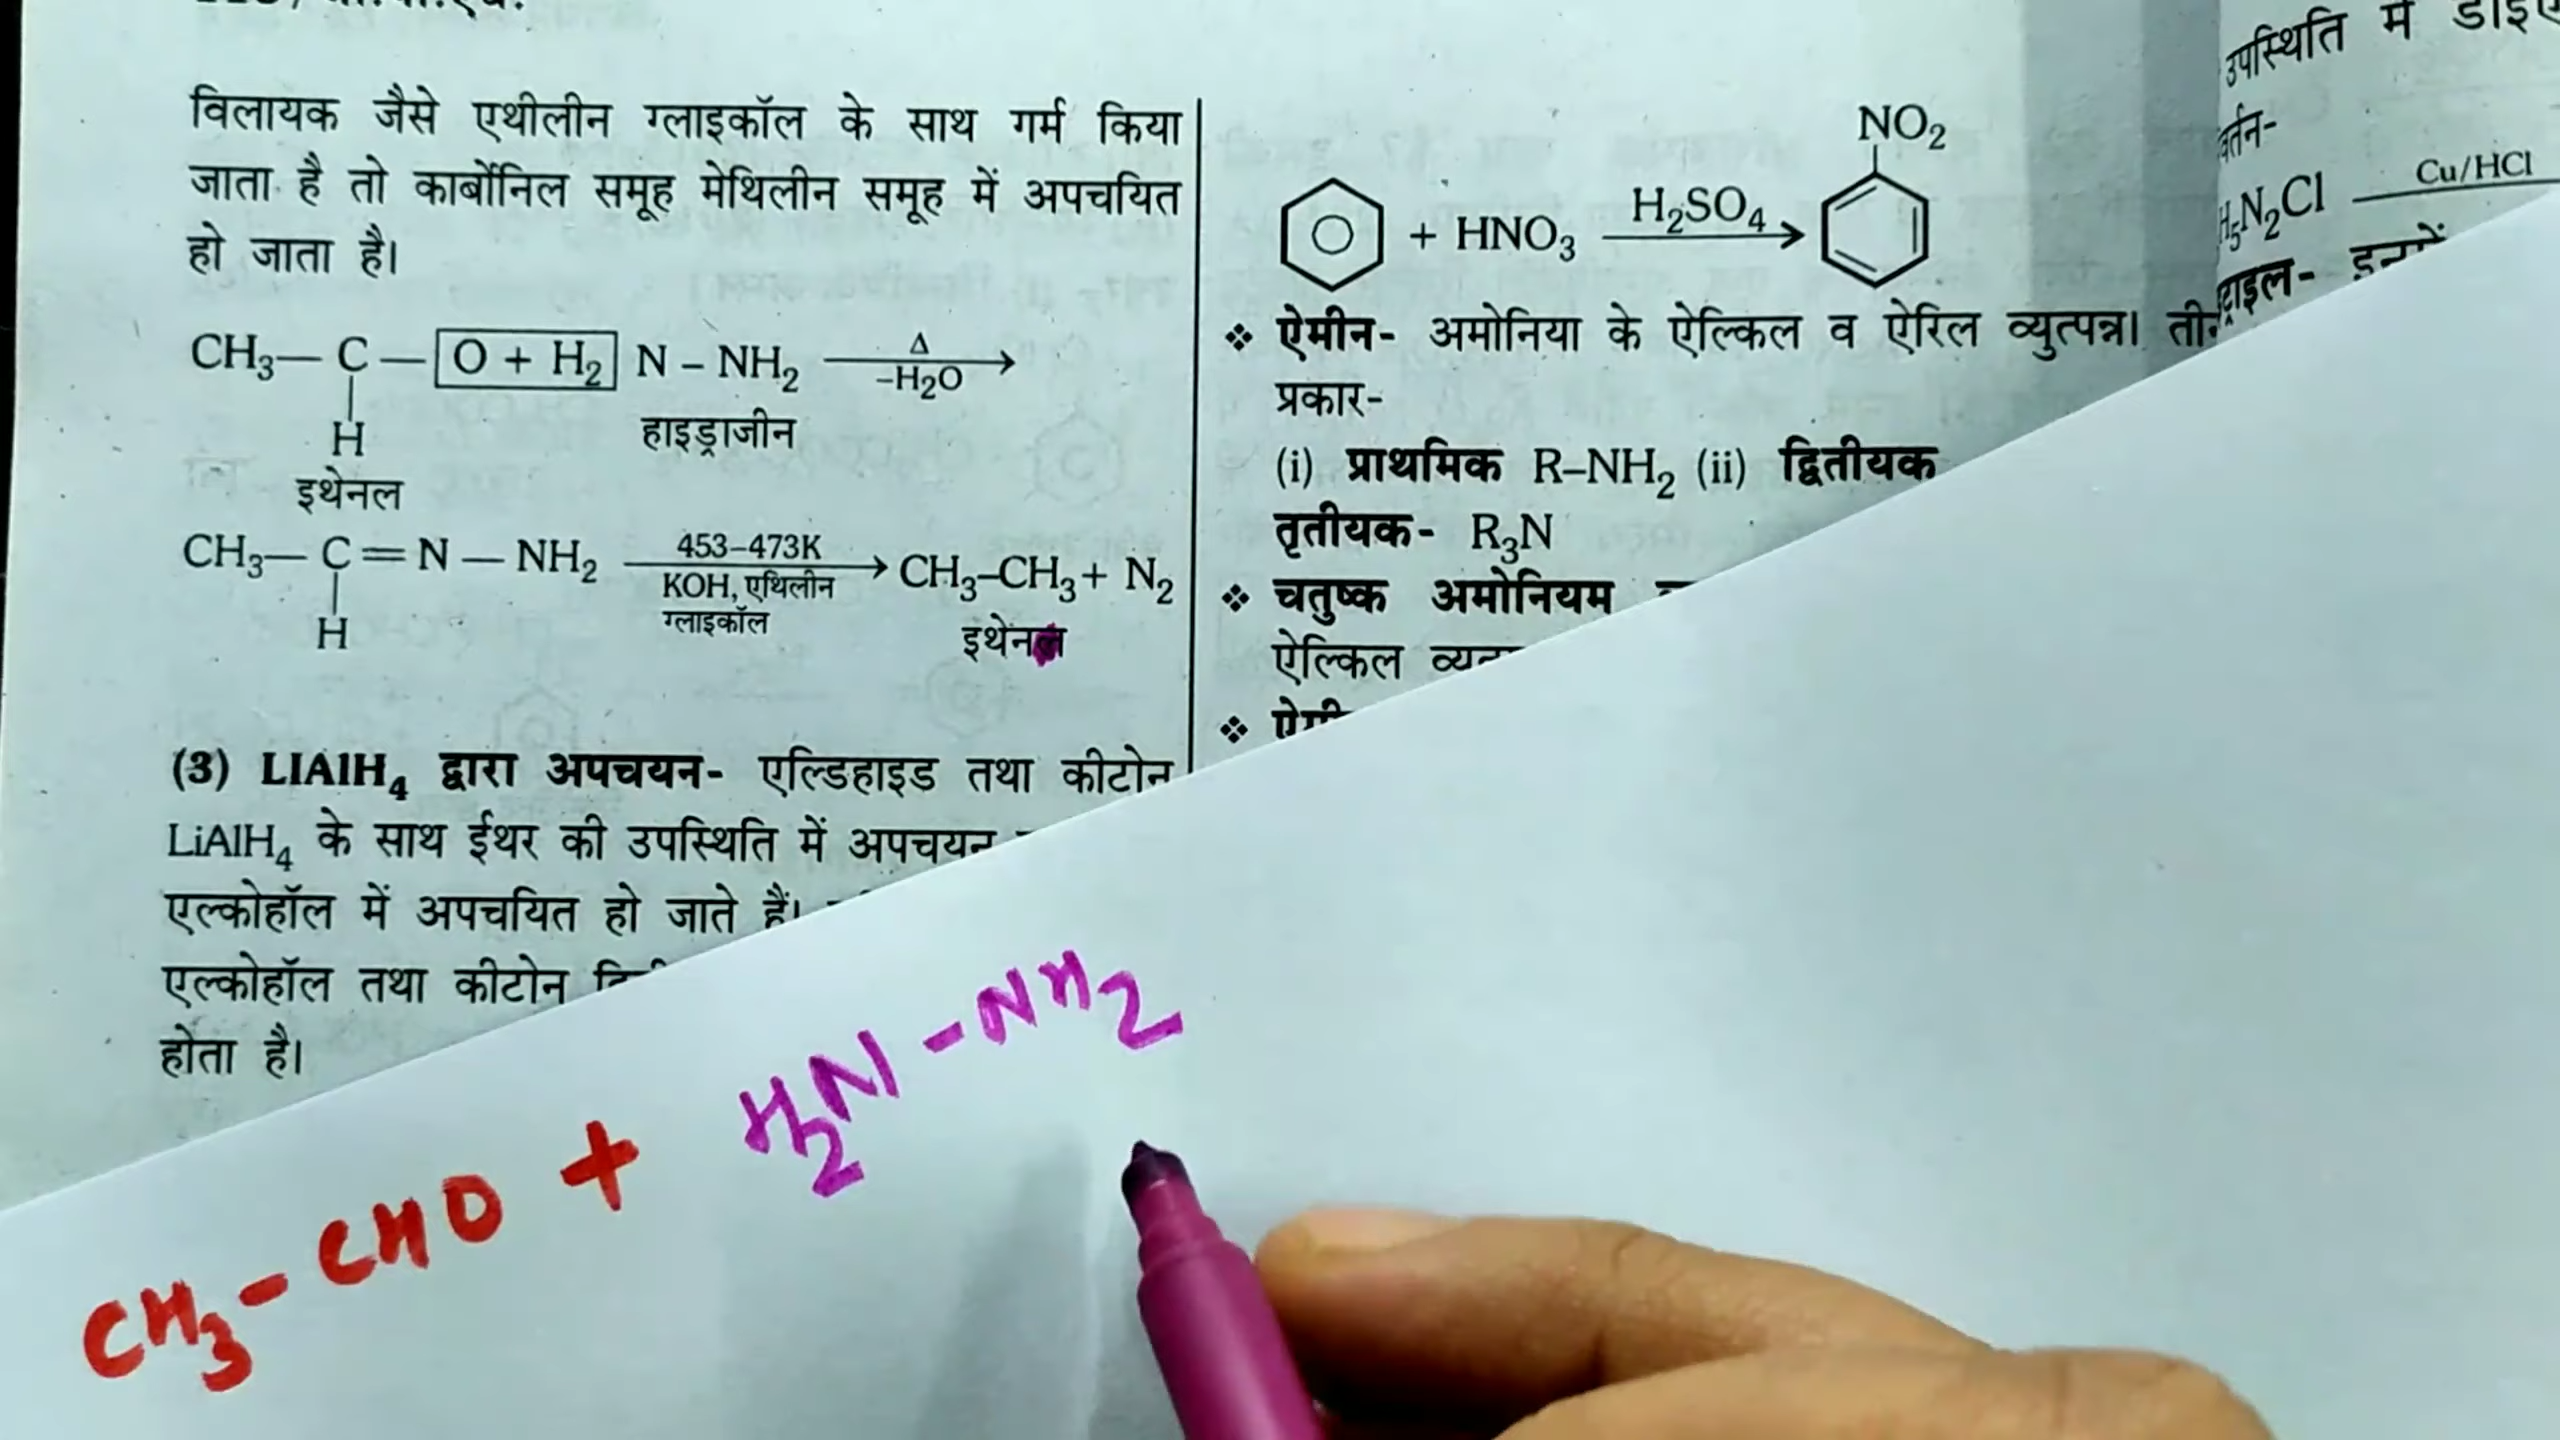 विलायक जैसे एथीलीन ग्लाइकॉल के साथ गर्म किया
जाता है तो कार्बोनिल समूह मेथिलीन समूह में अपचयित
हो जाता है।
CH₃— C — O + H₂ N – NH₂ Δ –H₂O →
H
हाइड्राजीन
इथेनल
CH₃— C = N — NH₂ 453–473K KOH, एथिलीन ग्लाइकॉल → CH₃–CH₃ + N₂
H
इथेन
(3) LIAlH₄ द्वारा अपचयन- एल्डिहाइड तथा कीटोन
LiAlH₄ के साथ ईथर की उपस्थिति में अपचयन
एल्कोहॉल में अपचयित हो जाते हैं।
एल्कोहॉल तथा कीटोन
होता है।
NO₂
+ HNO₃ H₂SO₄ →
❖ ऐमीन- अमोनिया के ऐल्किल व ऐरिल व्युत्पन्न।
प्रकार-
(i) प्राथमिक R–NH₂ (ii) द्वितीयक
तृतीयक- R₃N
❖ चतुष्क अमोनियम
ऐल्किल
उपस्थिति में
N₂Cl Cu/HCl
CH₃-CHO + H₂N-NH₂